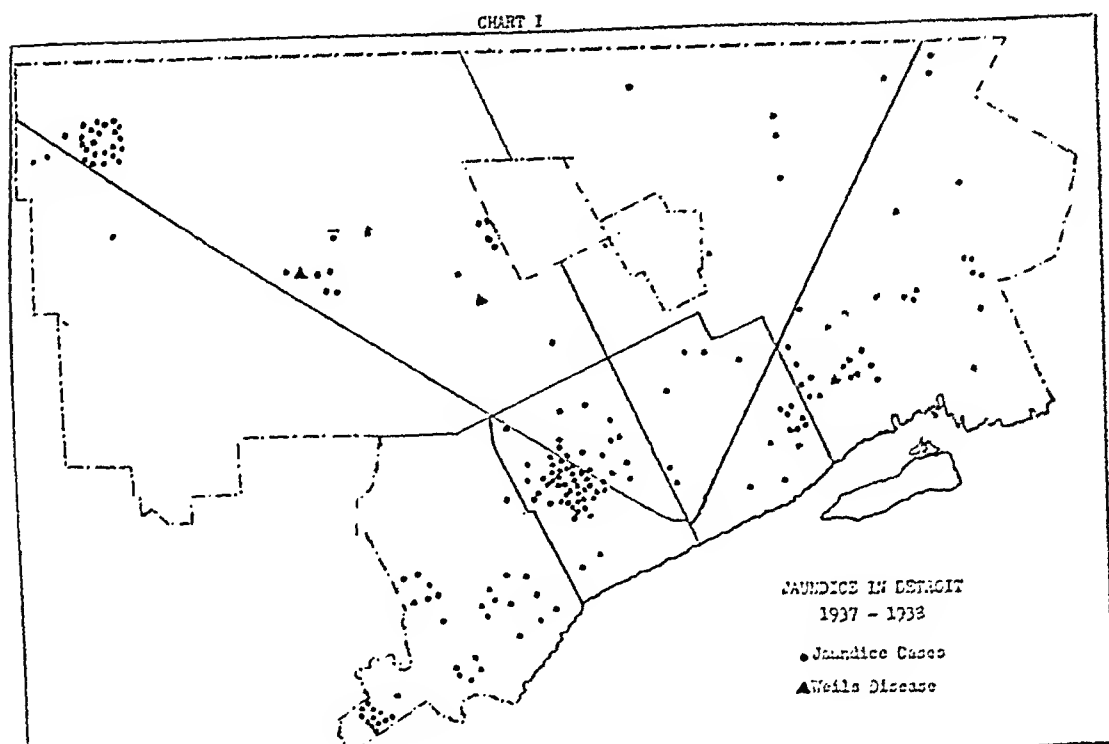 CHART I
JAUNDICE IN DETROIT
1937 - 1938
Jaundice Cases
Weils Disease